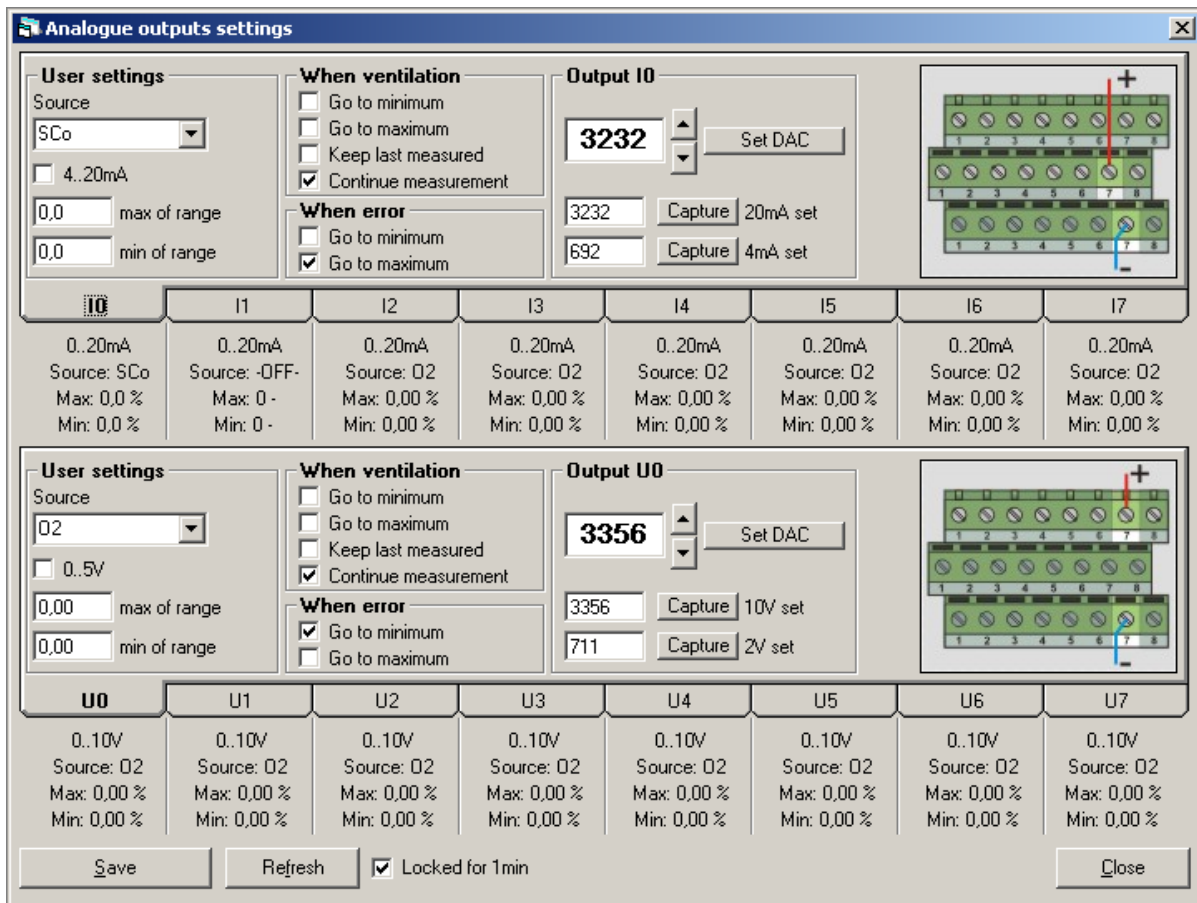 Analogue outputs settings
User settings
Source
SCo
4..20mA
0,0 max of range
0,0 min of range
When ventilation
Go to minimum
Go to maximum
Keep last measured
Continue measurement
When error
Go to minimum
Go to maximum
Output I0
3232 Set DAC
3232 Capture 20mA set
692 Capture 4mA set
+
1 2 3 4 5 6 7 8
1 2 3 4 5 6 7 8
1 2 3 4 5 6 7 8
-
I0 I1 I2 I3 I4 I5 I6 I7
0..20mA 0..20mA 0..20mA 0..20mA 0..20mA 0..20mA 0..20mA 0..20mA
Source: SCo Source: -OFF- Source: O2 Source: O2 Source: O2 Source: O2 Source: O2 Source: O2
Max: 0,0 % Max: 0 - Max: 0,00 % Max: 0,00 % Max: 0,00 % Max: 0,00 % Max: 0,00 % Max: 0,00 %
Min: 0,0 % Min: 0 - Min: 0,00 % Min: 0,00 % Min: 0,00 % Min: 0,00 % Min: 0,00 % Min: 0,00 %
User settings
Source
O2
0..5V
0,00 max of range
0,00 min of range
When ventilation
Go to minimum
Go to maximum
Keep last measured
Continue measurement
When error
Go to minimum
Go to maximum
Output U0
3356 Set DAC
3356 Capture 10V set
711 Capture 2V set
+
1 2 3 4 5 6 7 8
1 2 3 4 5 6 7 8
1 2 3 4 5 6 7 8
-
U0 U1 U2 U3 U4 U5 U6 U7
0..10V 0..10V 0..10V 0..10V 0..10V 0..10V 0..10V 0..10V
Source: O2 Source: O2 Source: O2 Source: O2 Source: O2 Source: O2 Source: O2 Source: O2
Max: 0,00 % Max: 0,00 % Max: 0,00 % Max: 0,00 % Max: 0,00 % Max: 0,00 % Max: 0,00 % Max: 0,00 %
Min: 0,00 % Min: 0,00 % Min: 0,00 % Min: 0,00 % Min: 0,00 % Min: 0,00 % Min: 0,00 % Min: 0,00 %
Save Refresh Locked for 1min Close